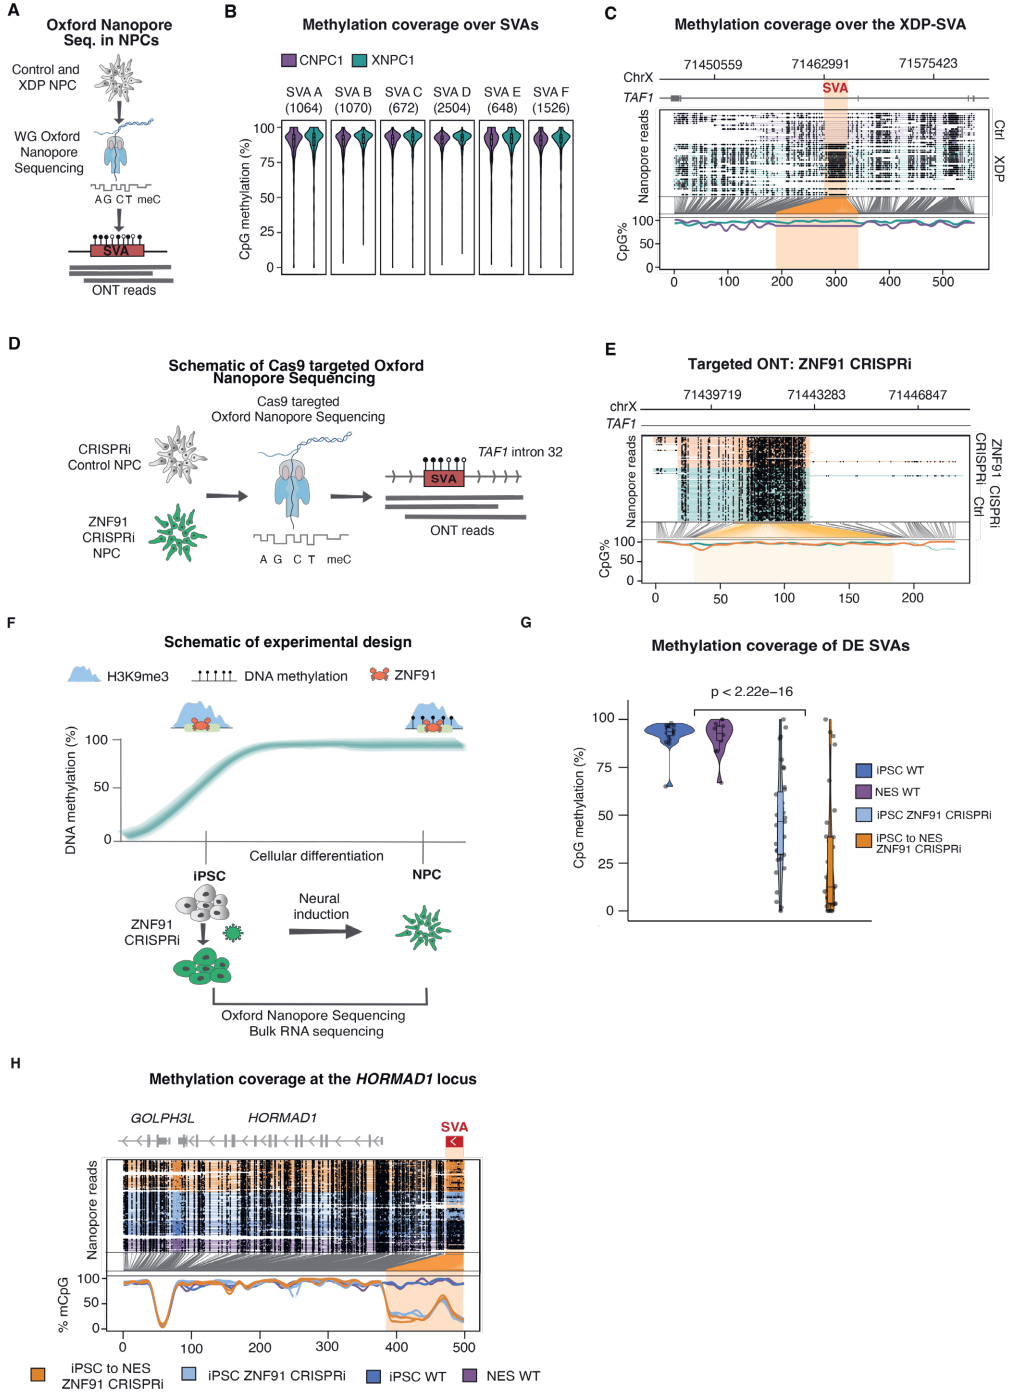 A
Oxford Nanopore
Seq. in NPCs
Control and
XDP NPC
WG Oxford
Nanopore
Sequencing
A G C T meC
SVA
ONT reads
B
Methylation coverage over SVAs
CNPC1
XNPC1
SVA A SVA B SVA C SVA D SVA E SVA F
(1064) (1070) (672) (2504) (648) (1526)
CpG methylation (%)
100
75
50
25
0
C
Methylation coverage over the XDP-SVA
71450559 71462991 71575423
ChrX
SVA
TAF1
Nanopore reads
Ctrl
XDP
CpG%
100
50
0
0 100 200 300 400 500
D
Schematic of Cas9 targeted Oxford
Nanopore Sequencing
Cas9 taregted
Oxford Nanopore Sequencing
CRISPRi
Control NPC
ZNF91
CRISPRi
NPC
A G C T meC
TAF1 intron 32
SVA
ONT reads
E
Targeted ONT: ZNF91 CRISPRi
71439719 71443283 71446847
chrX
TAF1
Nanopore reads
ZNF91 CISPRi
CRISPRi Ctrl
CpG%
100
50
0
0 50 100 150 200
F
Schematic of experimental design
H3K9me3
DNA methylation
ZNF91
DNA methylation (%)
100
50
0
Cellular differentiation
iPSC
NPC
ZNF91
CRISPRi
Neural
induction
Oxford Nanopore Sequencing
Bulk RNA sequencing
G
Methylation coverage of DE SVAs
p < 2.22e−16
CpG methylation (%)
100
75
50
25
0
iPSC WT
NES WT
iPSC ZNF91 CRISPRi
iPSC to NES
ZNF91 CRISPRi
H
Methylation coverage at the HORMAD1 locus
GOLPH3L HORMAD1
SVA
Nanopore reads
% mCpG
100
50
0
0 100 200 300 400 500
iPSC to NES
ZNF91 CRISPRi
iPSC ZNF91 CRISPRi
iPSC WT
NES WT